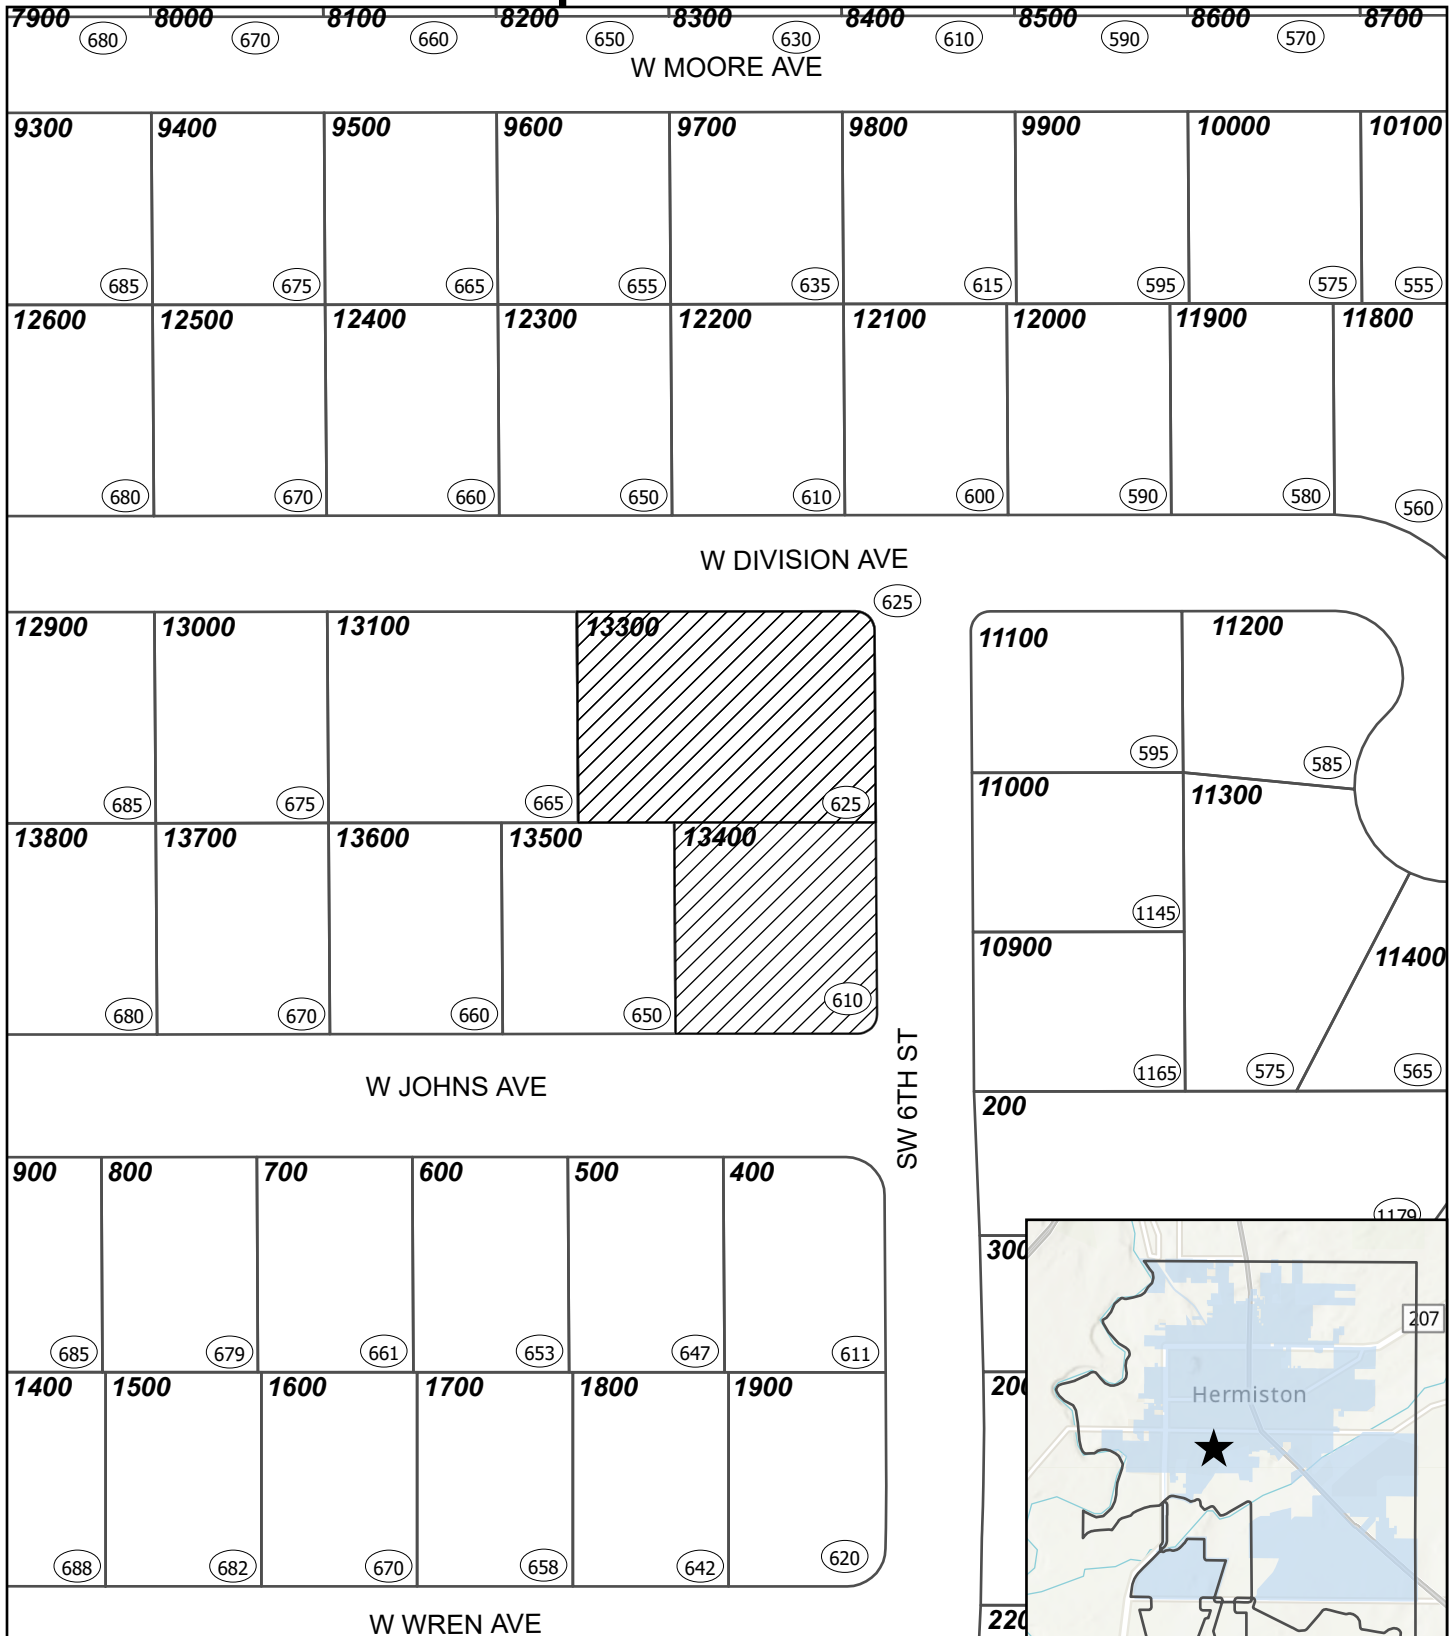 7900 8000 8100 8200 8300 8400 8500 8600 8700
680 670 660 650 630 610 590 570
W MOORE AVE
9300 9400 9500 9600 9700 9800 9900 10000 10100
685 675 665 655 635 615 595 575 555
12600 12500 12400 12300 12200 12100 12000 11900 11800
680 670 660 650 610 600 590 580 560
W DIVISION AVE
625
12900 13000 13100 13300 11100 11200
685 675 665 625 595 585
13800 13700 13600 13500 13400 11000 11300
1145
10900 11400
680 670 660 650 610
1165 575 565
W JOHNS AVE
SW 6TH ST
200
900 800 700 600 500 400
1179
300
207
685 679 661 653 647 611
1400 1500 1600 1700 1800 1900
Hermiston
688 682 670 658 642 620
W WREN AVE